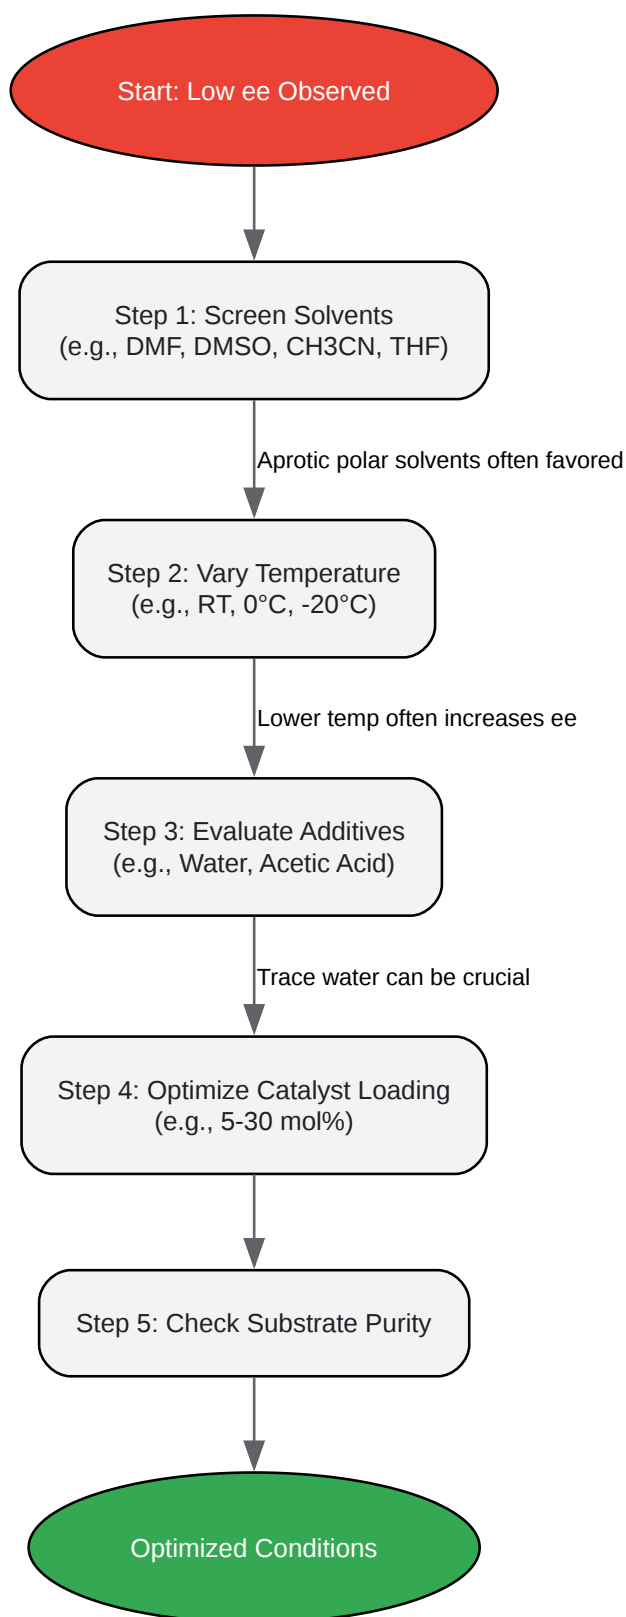 Start: Low ee Observed
Step 1: Screen Solvents
(e.g., DMF, DMSO, CH3CN, THF)
Aprotic polar solvents often favored
Step 2: Vary Temperature
(e.g., RT, 0°C, -20°C)
Lower temp often increases ee
Step 3: Evaluate Additives
(e.g., Water, Acetic Acid)
Trace water can be crucial
Step 4: Optimize Catalyst Loading
(e.g., 5-30 mol%)
Step 5: Check Substrate Purity
Optimized Conditions